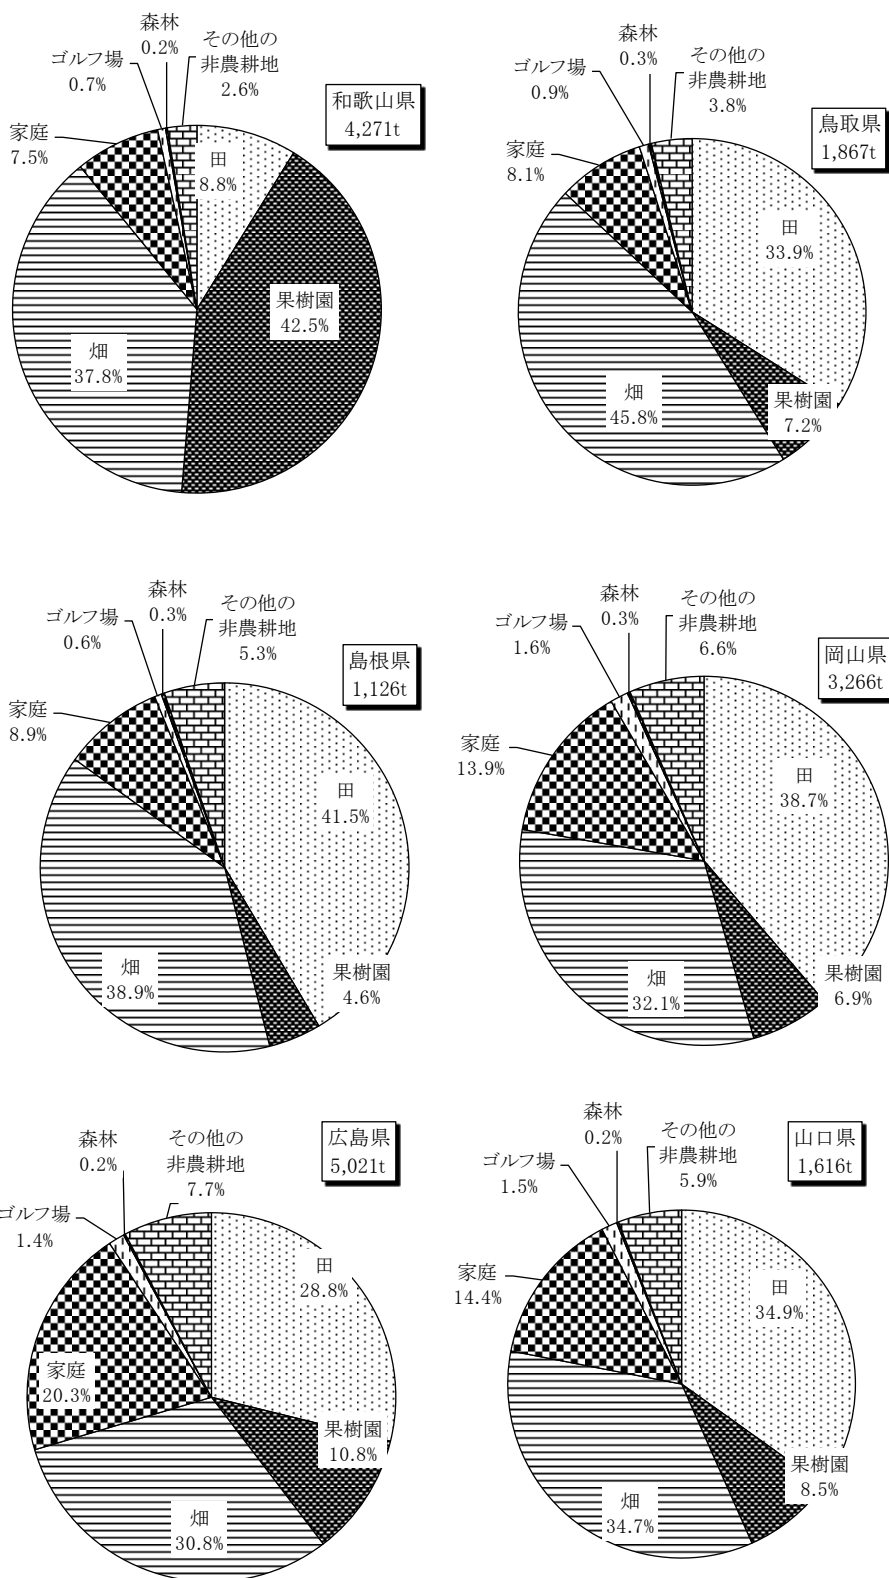 森林
0.2%
その他の
非農耕地
2.6%
ゴルフ場
0.7%
和歌山県
4,271t
家庭
7.5%
田
8.8%
果樹園
42.5%
畑
37.8%
森林
0.3%
その他の
非農耕地
3.8%
ゴルフ場
0.9%
鳥取県
1,867t
家庭
8.1%
田
33.9%
果樹園
7.2%
畑
45.8%
森林
0.3%
その他の
非農耕地
5.3%
ゴルフ場
0.6%
島根県
1,126t
家庭
8.9%
田
41.5%
果樹園
4.6%
畑
38.9%
森林
0.3%
その他の
非農耕地
6.6%
ゴルフ場
1.6%
岡山県
3,266t
家庭
13.9%
田
38.7%
果樹園
6.9%
畑
32.1%
森林
0.2%
その他の
非農耕地
7.7%
ゴルフ場
1.4%
広島県
5,021t
家庭
20.3%
田
28.8%
果樹園
10.8%
畑
30.8%
森林
0.2%
その他の
非農耕地
5.9%
ゴルフ場
1.5%
山口県
1,616t
家庭
14.4%
田
34.9%
果樹園
8.5%
畑
34.7%